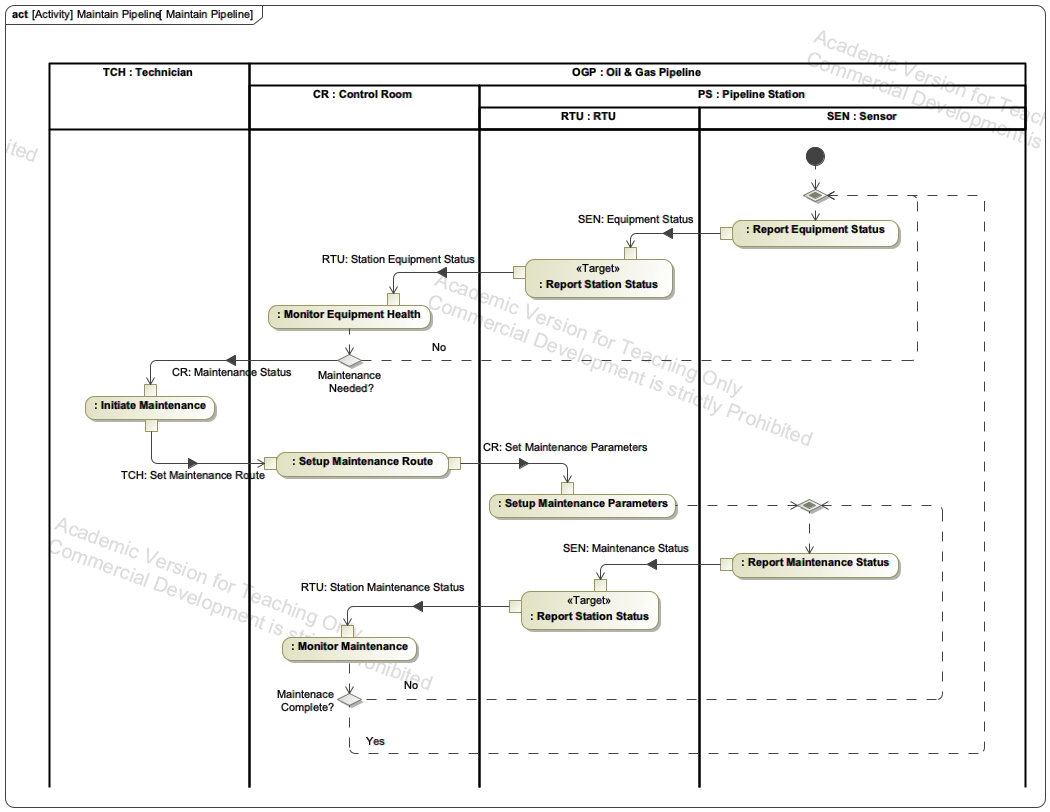 act [Activity] Maintain Pipeline[ Maintain Pipeline]
TCH : Technician
OGP : Oil & Gas Pipeline
CR : Control Room
PS : Pipeline Station
RTU : RTU
SEN : Sensor
Academic Version for Teach
Commercial Development is
ited
SEN: Equipment Status
: Report Equipment Status
RTU: Station Equipment Status
«Target»
: Report Station Status
Academic Version for Teaching Only
Commercial Development is strictly Prohibited
: Monitor Equipment Health
No
CR: Maintenance Status
Maintenance
Needed?
: Initiate Maintenance
CR: Set Maintenance Parameters
: Setup Maintenance Route
TCH: Set Maintenance Route
: Setup Maintenance Parameters
Academic Version for Teaching Only
Commercial Development is stri Prohibited
SEN: Maintenance Status
: Report Maintenance Status
RTU: Station Maintenance Status
«Target»
: Report Station Status
: Monitor Maintenance
No
Maintenace
Complete?
Yes